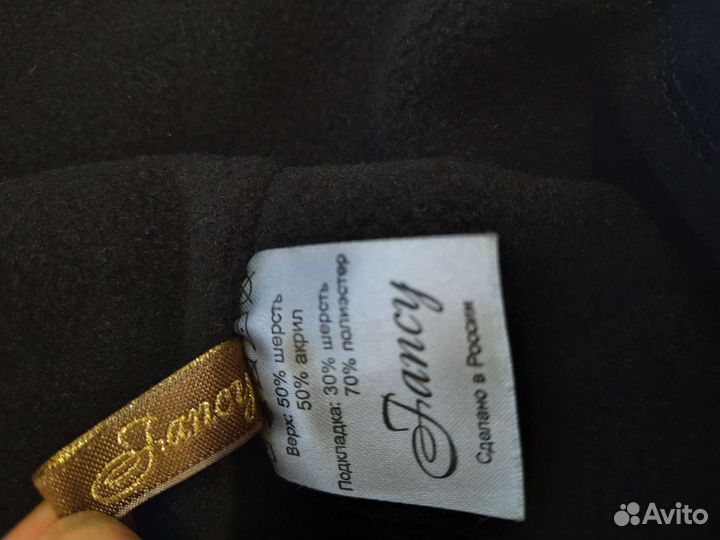 Верх: 50% шерсть
50% акрил
Подкладка: 30% шерсть
70% полиэстер
Fancy
Сделано в России
Fancy
Avito